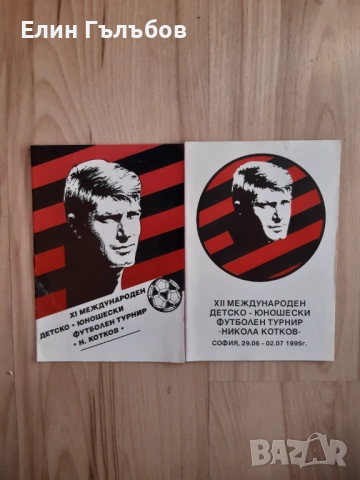 Елин Гълъбов
XI МЕЖДУНАРОДЕН
ДЕТСКО - ЮНОШЕСКИ
ФУТБОЛЕН ТУРНИР
• Н. КОТКОВ •
XII МЕЖДУНАРОДЕН
ДЕТСКО - ЮНОШЕСКИ
ФУТБОЛЕН ТУРНИР
·НИКОЛА КОТКОВ·
СОФИЯ, 29.06 - 02.07 1995г.
BAZAR